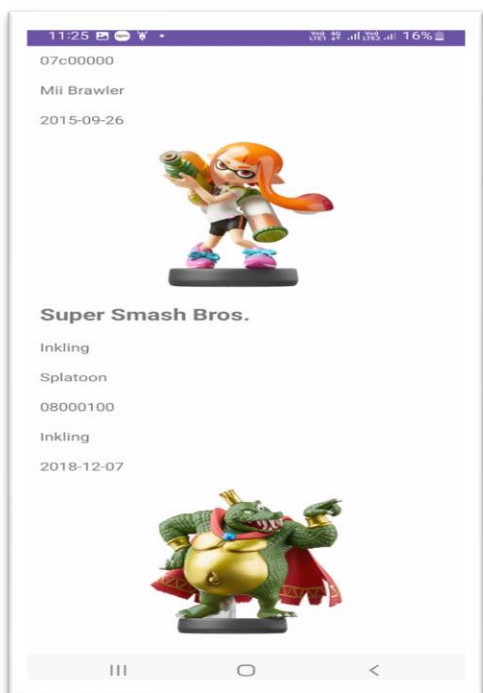 11:25
16%
07c00000
Mii Brawler
2015-09-26
Super Smash Bros.
Inkling
Splatoon
08000100
Inkling
2018-12-07